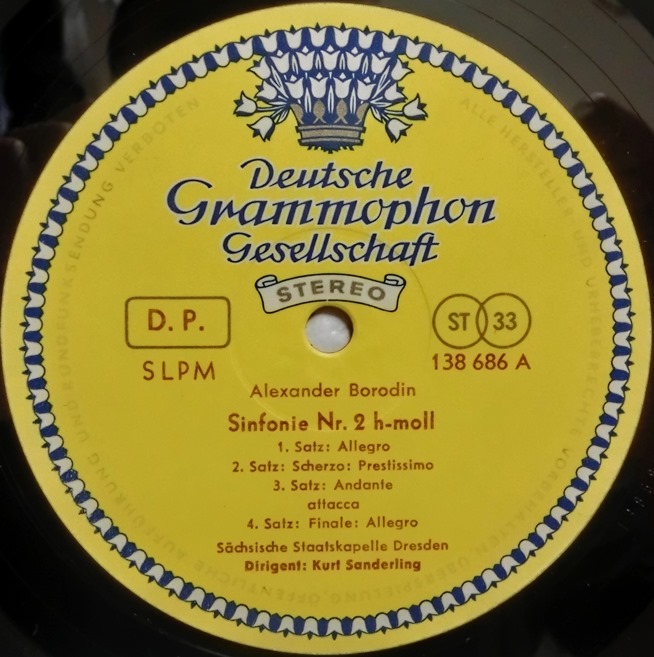 Deutsche
Grammophon
Gesellschaft
STEREO
D. P.
SLPM
ST 33
138 686 A
Alexander Borodin
Sinfonie Nr. 2 h-moll
1. Satz: Allegro
2. Satz: Scherzo: Prestissimo
3. Satz: Andante
attacca
4. Satz: Finale: Allegro
Sächsische Staatskapelle Dresden
Dirigent: Kurt Sanderling
ALLE HERSTELLER- UND URHEBERRECHTE VORBEHALTEN, ÜBERSPIELUNG, ÖFFENTLICHE AUFFÜHRUNG UND RUNDFUNKSENDUNG VERBOTEN